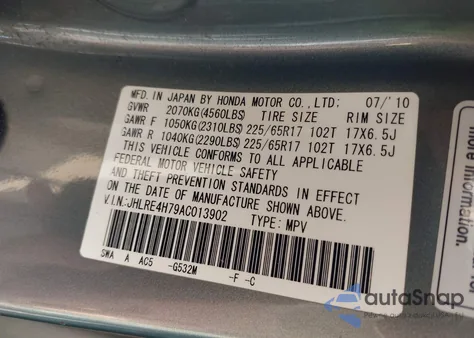 MFD IN JAPAN BY HONDA MOTOR CO.,LTD: 07/'10
GVWR 2070KG(4560LBS) TIRE SIZE RIM SIZE
GAWR F 1050KG(2310LBS) 225/65R17 102T 17X6.5J
GAWR R 1040KG(2290LBS) 225/65R17 102T 17X6.5J
THIS VEHICLE CONFORMS TO ALL APPLICABLE
FEDERAL MOTOR VEHICLE SAFETY
AND THEFT PREVENTION STANDARDS IN EFFECT
ON THE DATE OF MANUFACTURE SHOWN ABOVE.
V.I.N.:JHLRE4H79AC013902 TYPE: MPV
SWA A AC5 -G532M -F -C
autoSnap